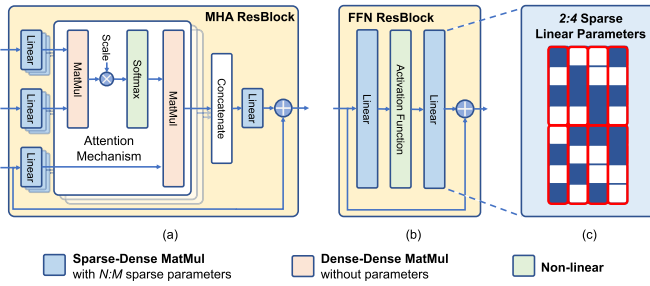 MHA ResBlock
Linear
Linear
Linear
MatMul
Scale
Softmax
MatMul
Attention
Mechanism
Concatenate
Linear
FFN ResBlock
Linear
Activation Function
Linear
2:4 Sparse
Linear Parameters
(a)
(b)
(c)
Sparse-Dense MatMul
with N:M sparse parameters
Dense-Dense MatMul
without parameters
Non-linear